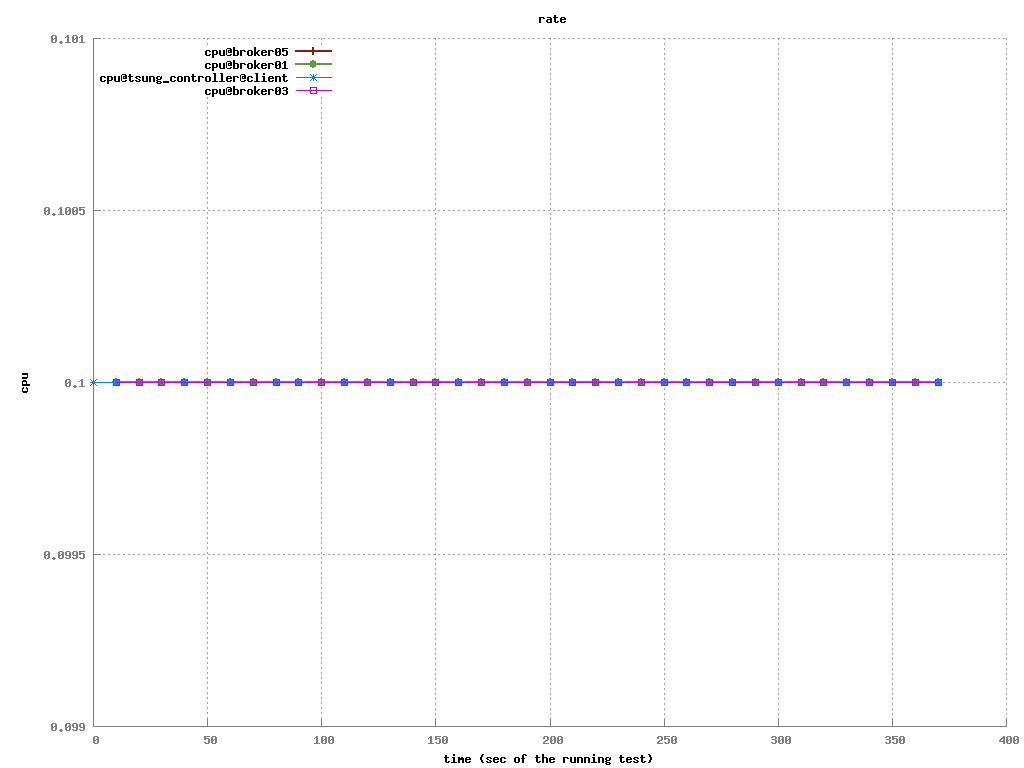 rate
0.101
cpu@broker05
cpu@broker01
cpu@tsung_controller@client
cpu@broker03
0.1005
cpu
0.1
0.0995
0.099
0 50 100 150 200 250 300 350 400
time (sec of the running test)